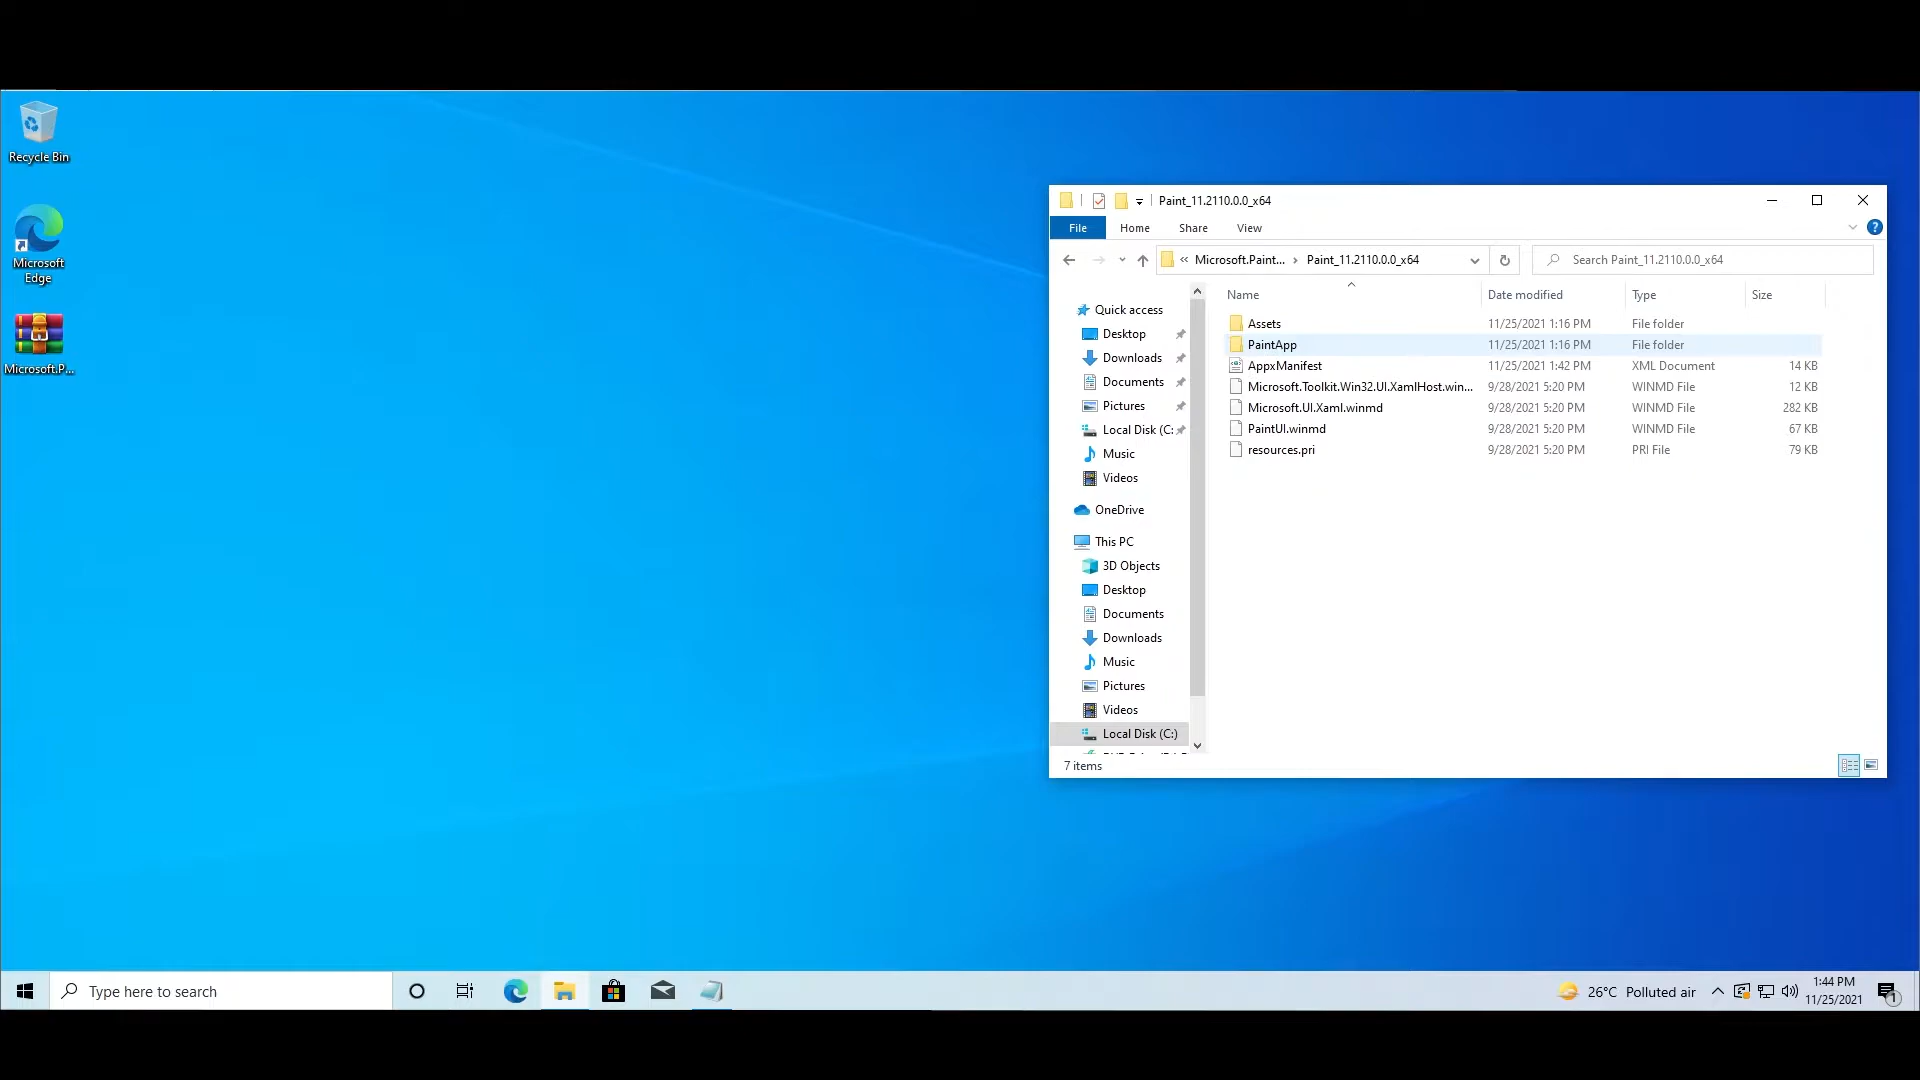 Recycle Bin
Microsoft
Edge
Microsoft.P...
Paint_11.2110.0.0_x64
File
Home
Share
View
?
« Microsoft.Paint... › Paint_11.2110.0.0_x64
Search Paint_11.2110.0.0_x64
Name
Date modified
Type
Size
Quick access
Desktop
Downloads
Documents
Pictures
Local Disk (C:
Music
Videos
OneDrive
This PC
3D Objects
Desktop
Documents
Downloads
Music
Pictures
Videos
Local Disk (C:)
Assets 11/25/2021 1:16 PM File folder
PaintApp 11/25/2021 1:16 PM File folder
AppxManifest 11/25/2021 1:42 PM XML Document 14 KB
Microsoft.Toolkit.Win32.UI.XamlHost.win... 9/28/2021 5:20 PM WINMD File 12 KB
Microsoft.UI.Xaml.winmd 9/28/2021 5:20 PM WINMD File 282 KB
PaintUI.winmd 9/28/2021 5:20 PM WINMD File 67 KB
resources.pri 9/28/2021 5:20 PM PRI File 79 KB
7 items
Type here to search
26°C Polluted air
1:44 PM
11/25/2021
1